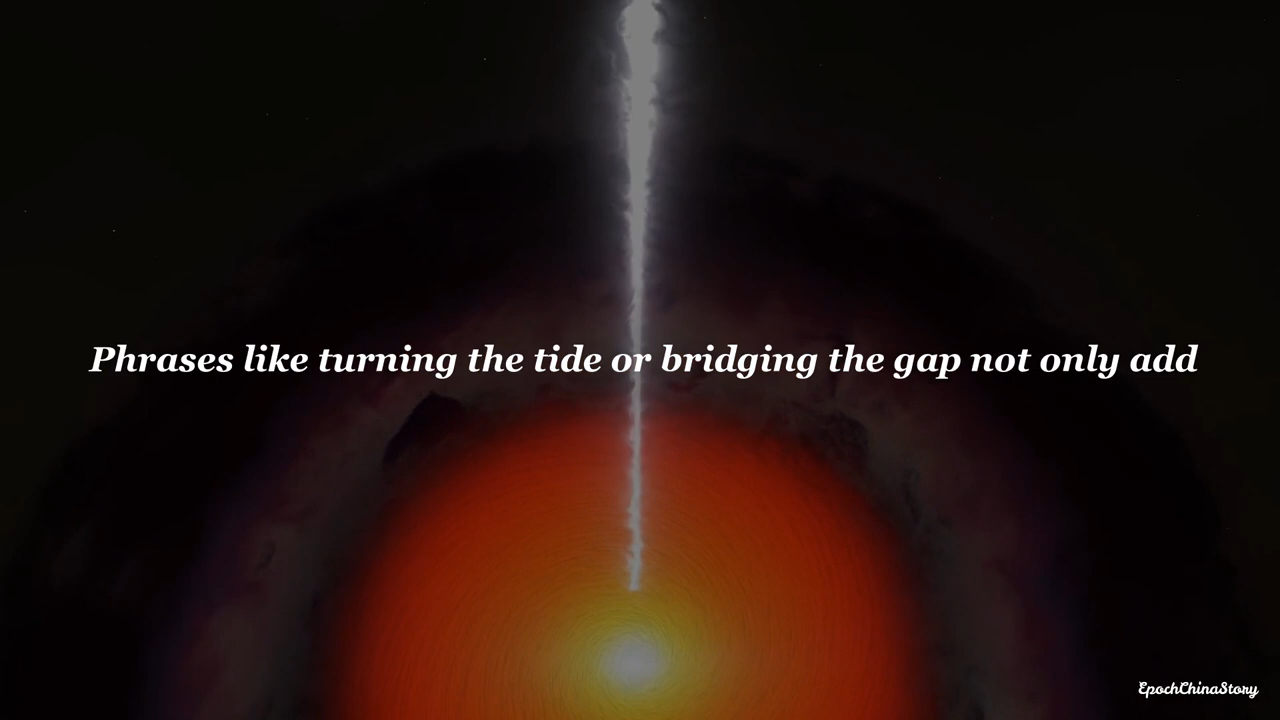 Phrases like turning the tide or bridging the gap not only add
EpochChinaStory